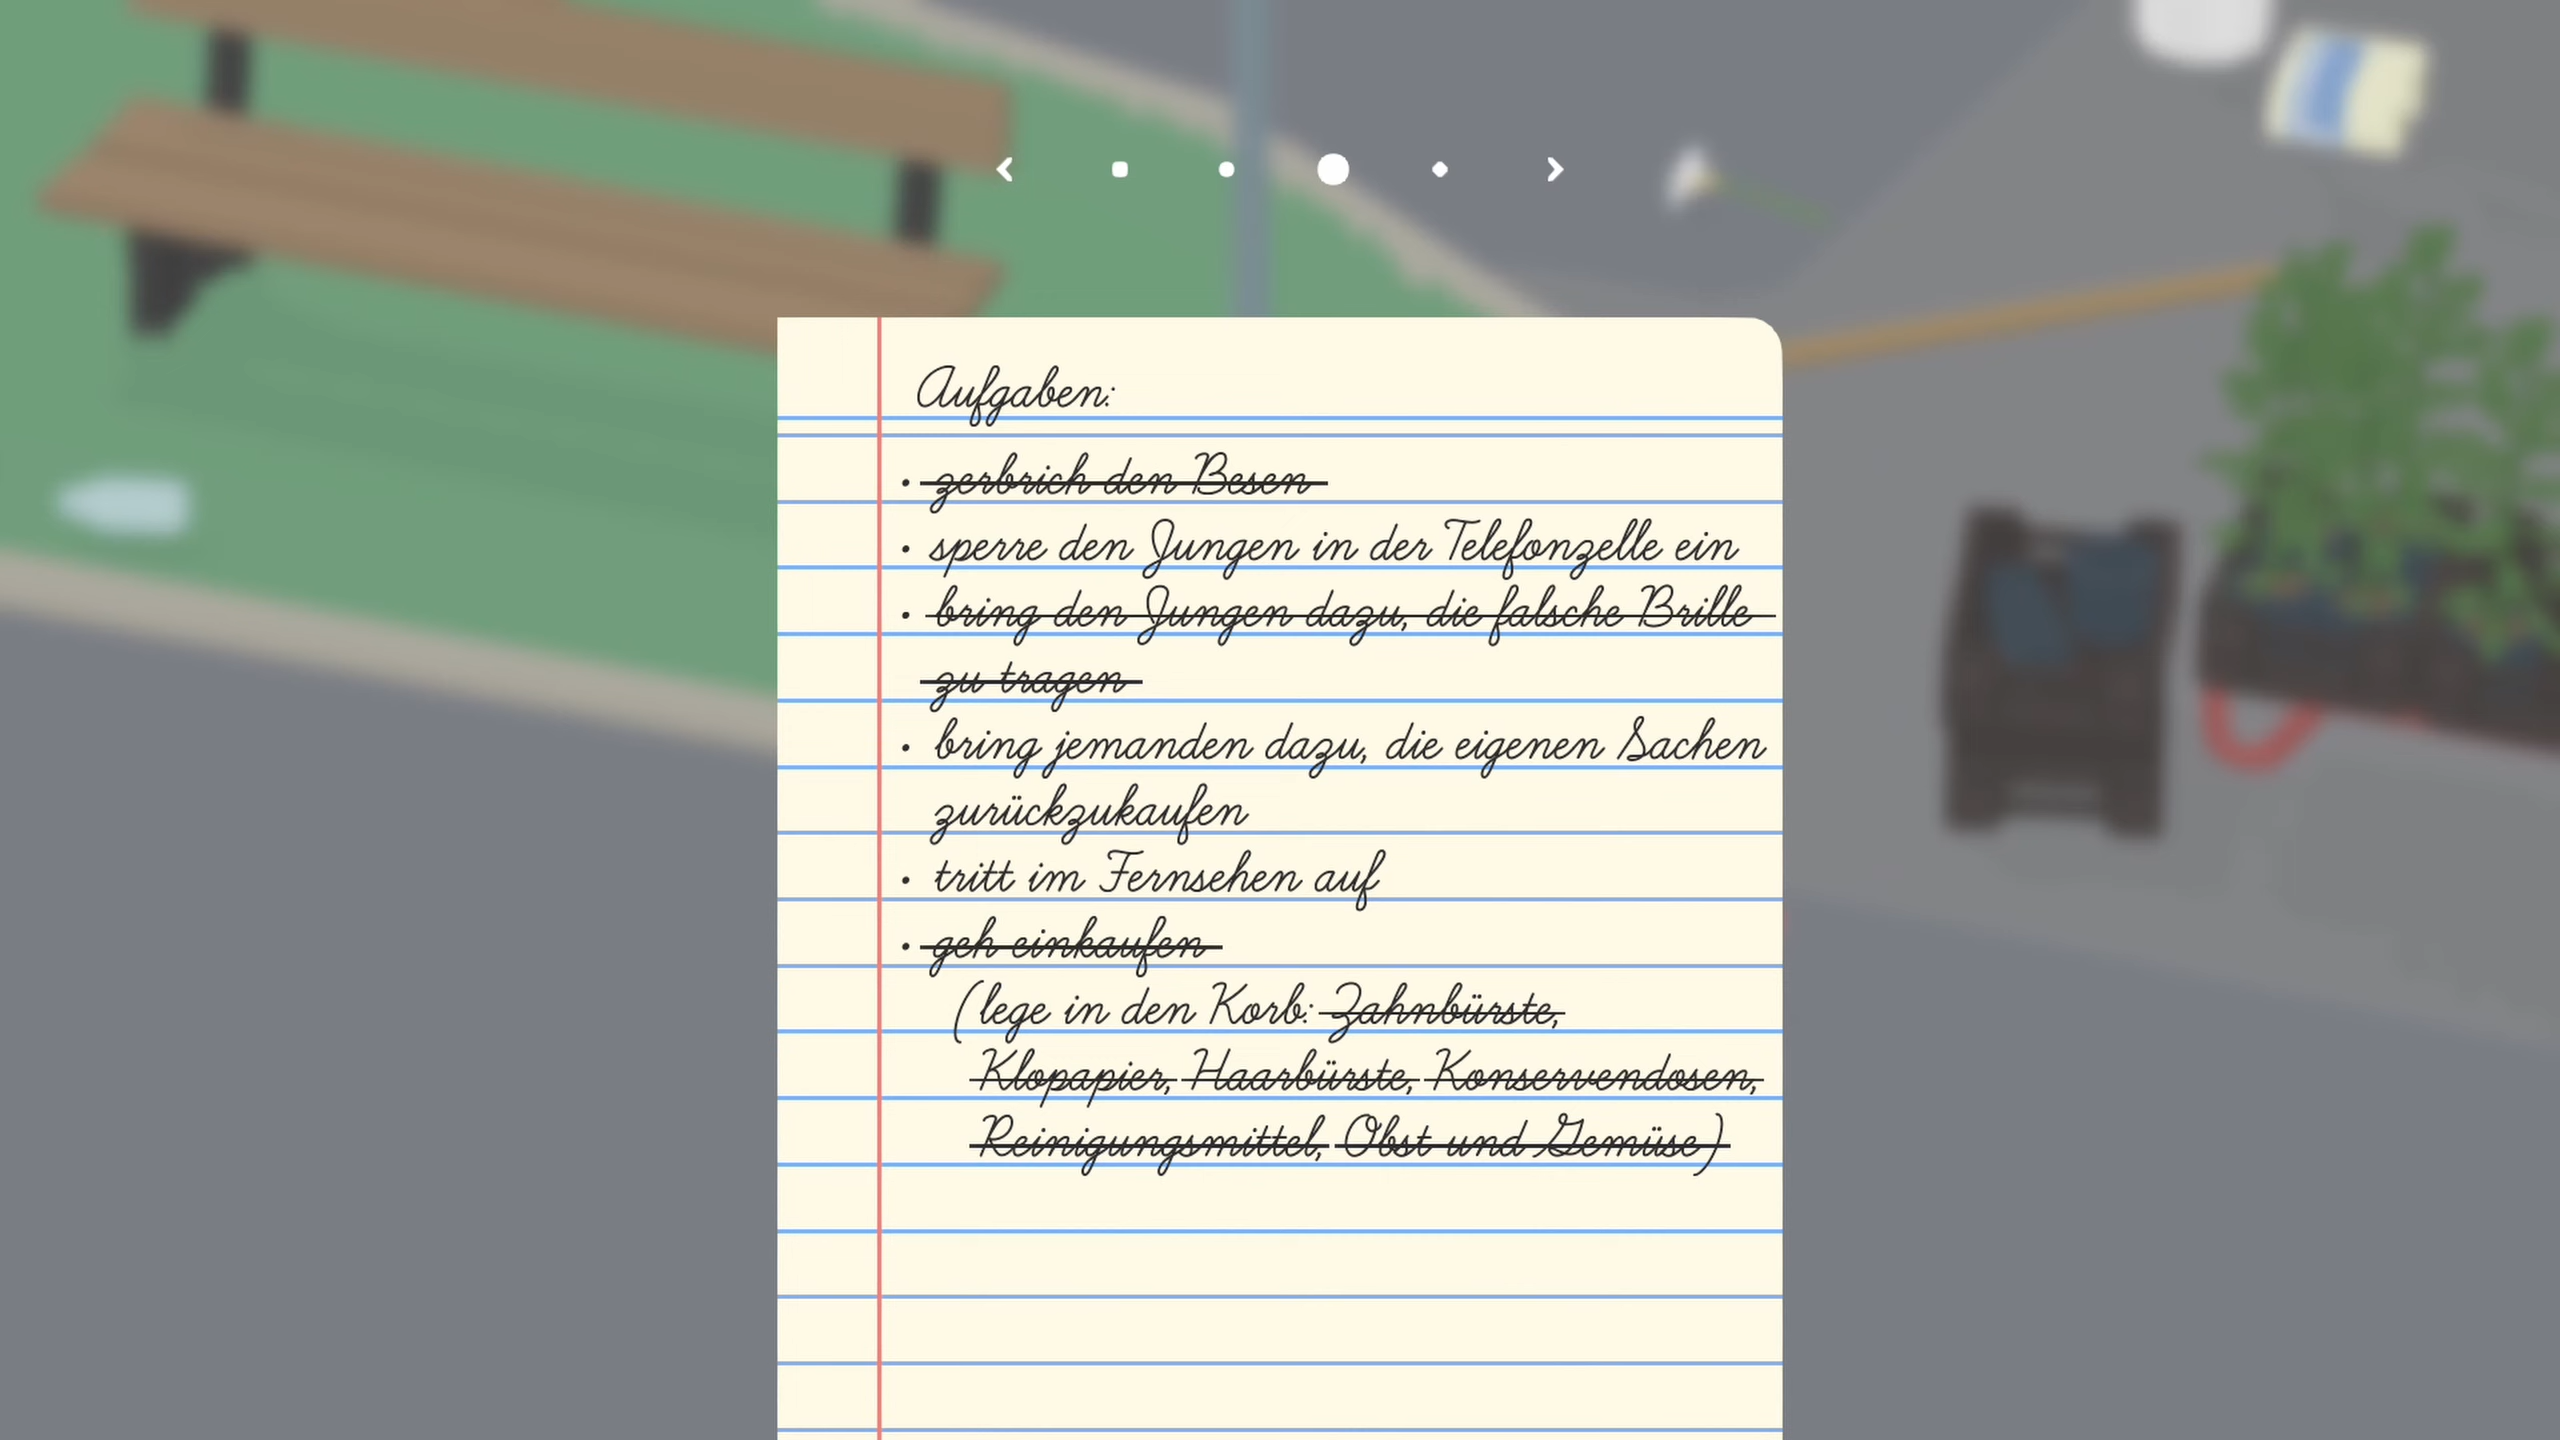 Aufgaben:
• zerbrich den Besen
• sperre den Jungen in der Telefonzelle ein
• bring den Jungen dazu, die falsche Brille
zu tragen
• bring jemanden dazu, die eigenen Sachen
zurückzukaufen
• tritt im Fernsehen auf
• geh einkaufen
(lege in den Korb: Zahnbürste,
Klopapier, Haarbürste, Konservendosen,
Reinigungsmittel, Obst und Gemüse)